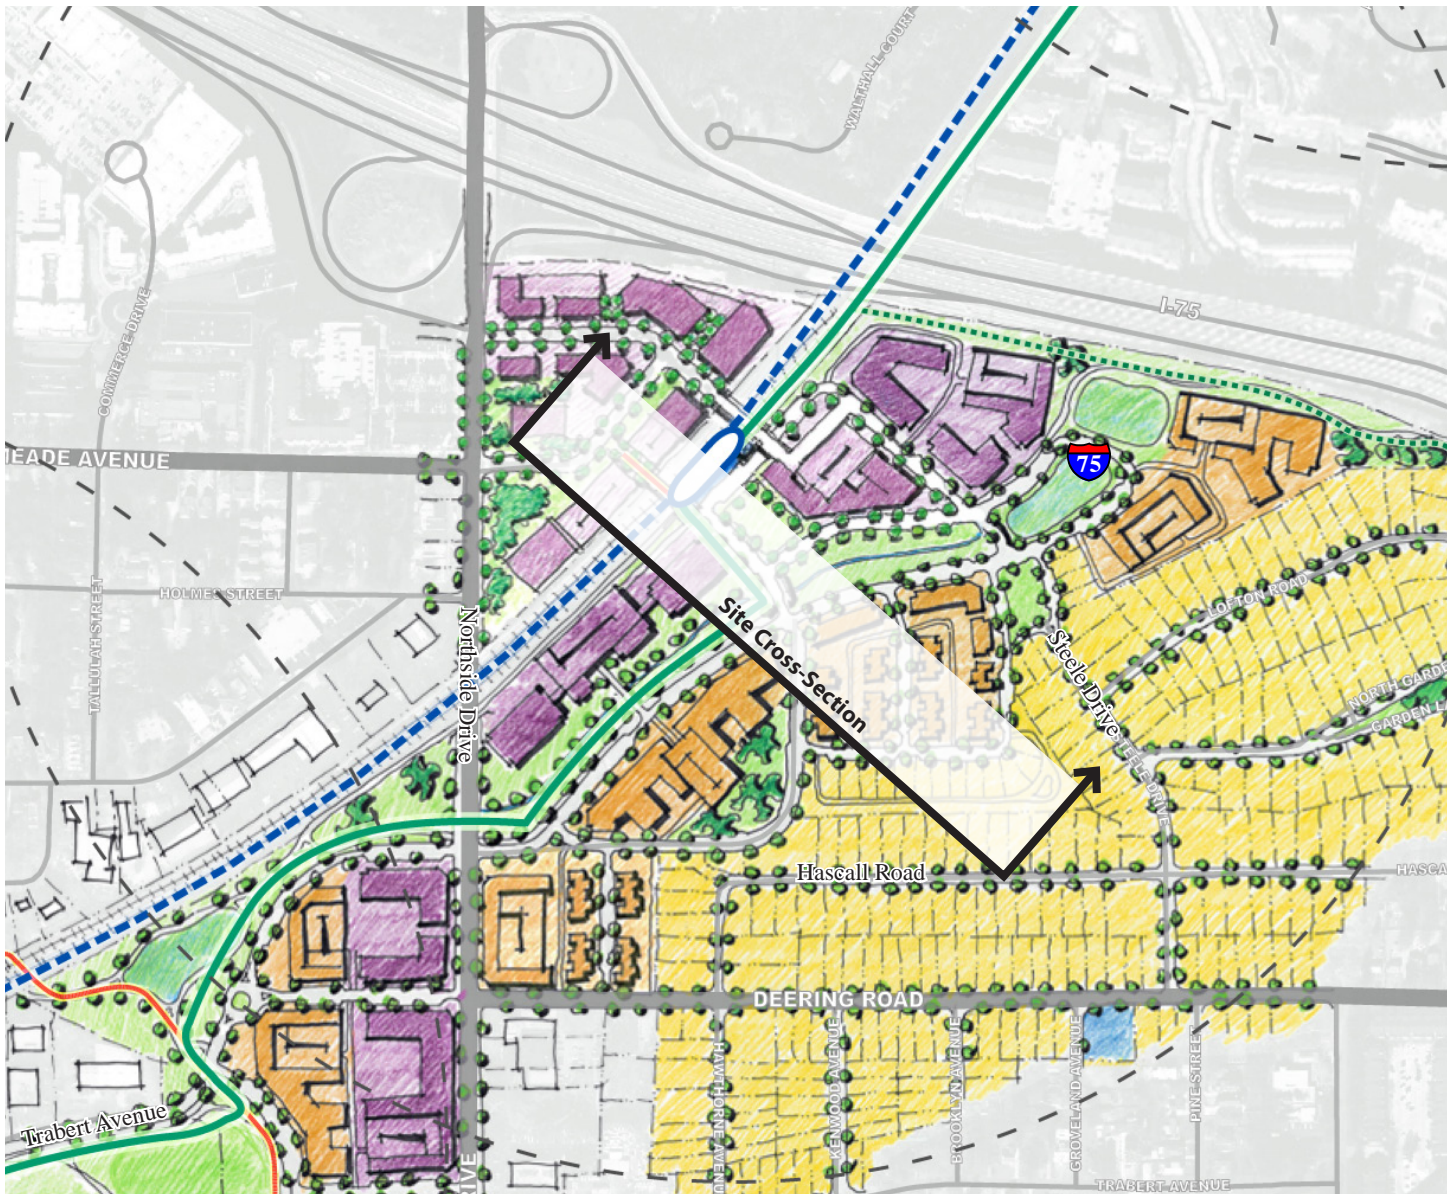 WALTHALL COURT
I-75
COMMERCE DRIVE
75
MEADE AVENUE
HOLMES STREET
TALLULAH STREET
LOFTON ROAD
Northside Drive
Site Cross-Section
Steele Drive
NORTH GARDE
GARDEN L
STEELE DRIVE
Hascall Road
HASCA
DEERING ROAD
HAWTHORNE AVENUE
KENWOOD AVENUE
BROOKLYN AVENUE
GROVELAND AVENUE
PINE STREET
Trabert Avenue
RIVE
TRABERT AVENUE